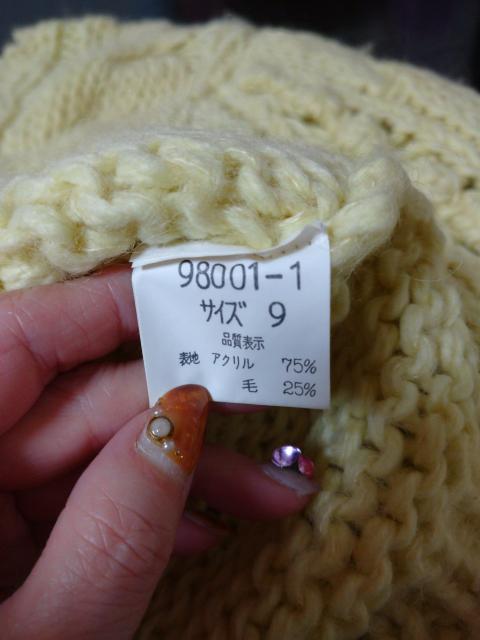 98001-1
サイズ 9
品質表示
表地 アクリル 75%
毛 25%